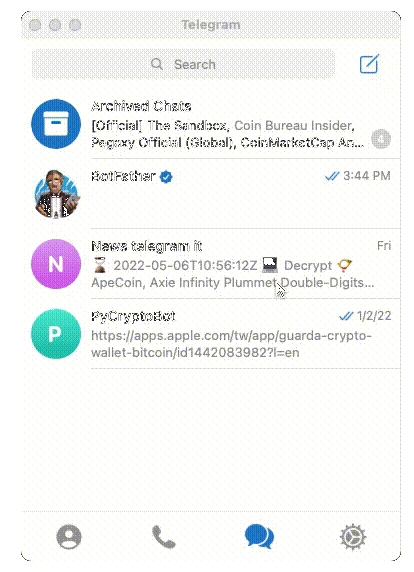 Telegram
Search
Archived Chats
[Official] The Sandbox, Coin Bureau Insider,
Pegaxy Official (Global), CoinMarketCap An...
4
BotFather
3:44 PM
News telegram it
Fri
2022-05-06T10:56:12Z Decrypt
ApeCoin, Axie Infinity Plummet Double-Digits...
N
PyCryptoBot
1/2/22
P
https://apps.apple.com/tw/app/guarda-crypto-
wallet-bitcoin/id1442083982?l=en